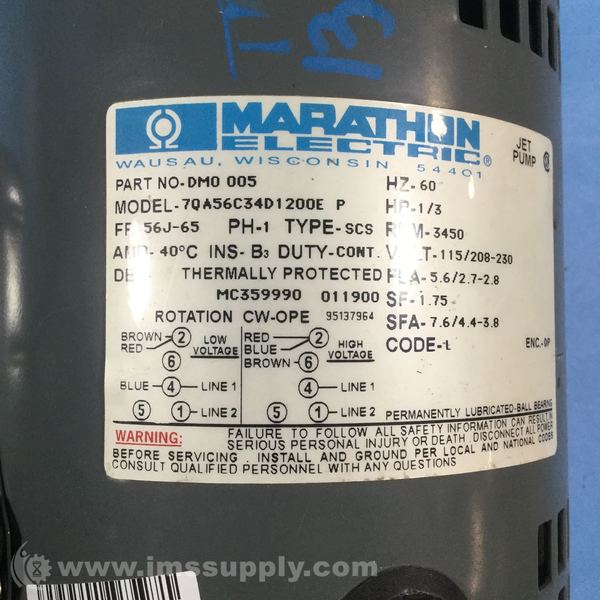 T 13
MARATHON
ELECTRIC®
WAUSAU, WISCONSIN 54401
JET
PUMP
PART NO-DMO 005
HZ-60
MODEL-7QA56C34D1200E P
HP-1/3
FR-56J-65 PH-1 TYPE-SCS
RPM-3450
AMB-40°C INS-B3 DUTY-CONT.
VOLT-115/208-230
THERMALLY PROTECTED
FLA-5.6/2.7-2.8
MC359990 011900
SF-1.75
ROTATION CW-OPE 95137964
SFA-7.6/4.4-3.8
CODE-L
ENC.-DP
BROWN 2 LOW RED 2 HIGH
RED VOLTAGE BLUE VOLTAGE
6 BROWN 6
BLUE 4 LINE 1 4 LINE 1
5 1 LINE 2 5 1 LINE 2
PERMANENTLY LUBRICATED-BALL BEARING
WARNING: FAILURE TO FOLLOW ALL SAFETY INFORMATION CAN RESULT IN
SERIOUS PERSONAL INJURY OR DEATH. DISCONNECT ALL POWER
BEFORE SERVICING. INSTALL AND GROUND PER LOCAL AND NATIONAL CODES
CONSULT QUALIFIED PERSONNEL WITH ANY QUESTIONS
www.imssupply.com